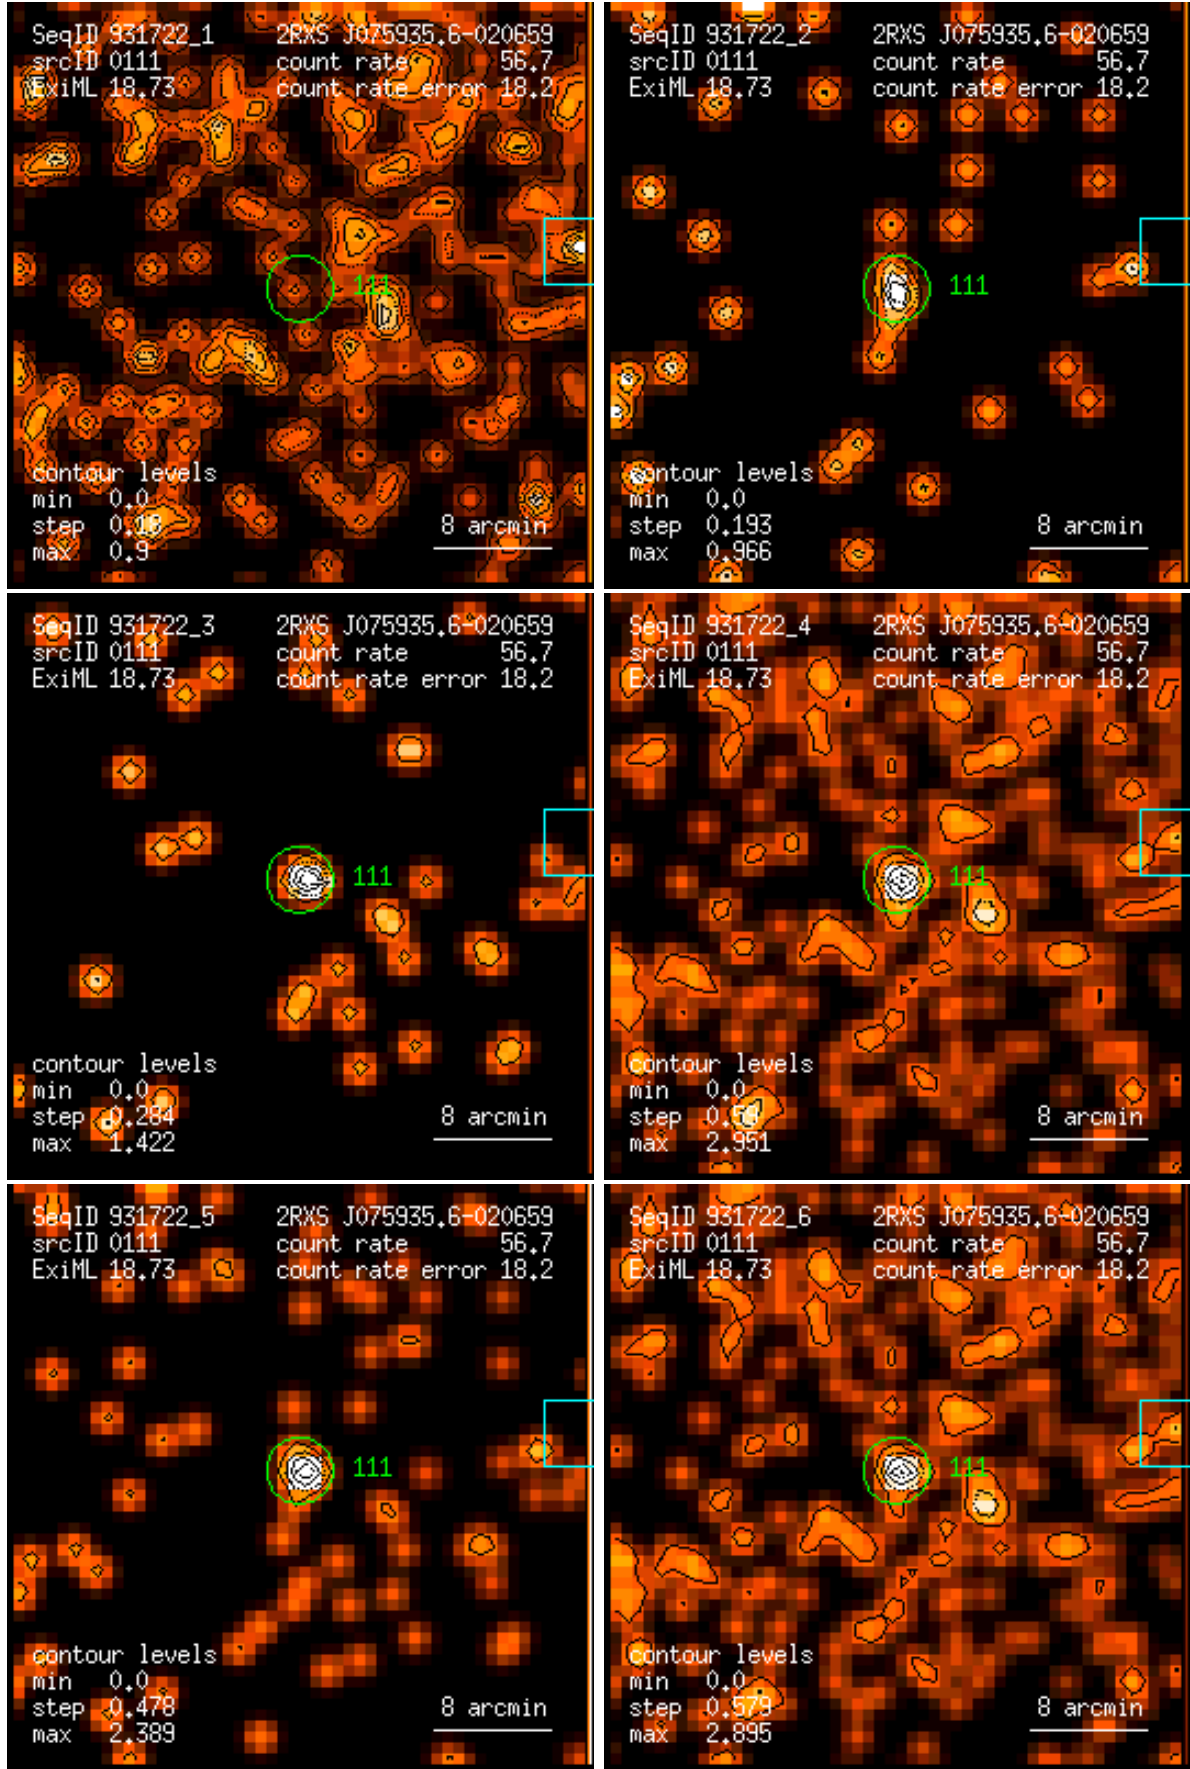 SeqID 931722_1 2RXS J075935.6-020659
srcID 0111 count rate 56.7
ExiML 18.73 count rate error 18.2
111
contour levels
min 0.0
step 0.18
max 0.9
8 arcmin
SeqID 931722_2 2RXS J075935.6-020659
srcID 0111 count rate 56.7
ExiML 18.73 count rate error 18.2
111
contour levels
min 0.0
step 0.193
max 0.966
8 arcmin
SeqID 931722_3 2RXS J075935.6-020659
srcID 0111 count rate 56.7
ExiML 18.73 count rate error 18.2
111
contour levels
min 0.0
step 0.284
max 1.422
8 arcmin
SeqID 931722_4 2RXS J075935.6-020659
srcID 0111 count rate 56.7
ExiML 18.73 count rate error 18.2
111
contour levels
min 0.0
step 0.59
max 2.951
8 arcmin
SeqID 931722_5 2RXS J075935.6-020659
srcID 0111 count rate 56.7
ExiML 18.73 count rate error 18.2
111
contour levels
min 0.0
step 0.478
max 2.389
8 arcmin
SeqID 931722_6 2RXS J075935.6-020659
srcID 0111 count rate 56.7
ExiML 18.73 count rate error 18.2
111
contour levels
min 0.0
step 0.579
max 2.895
8 arcmin